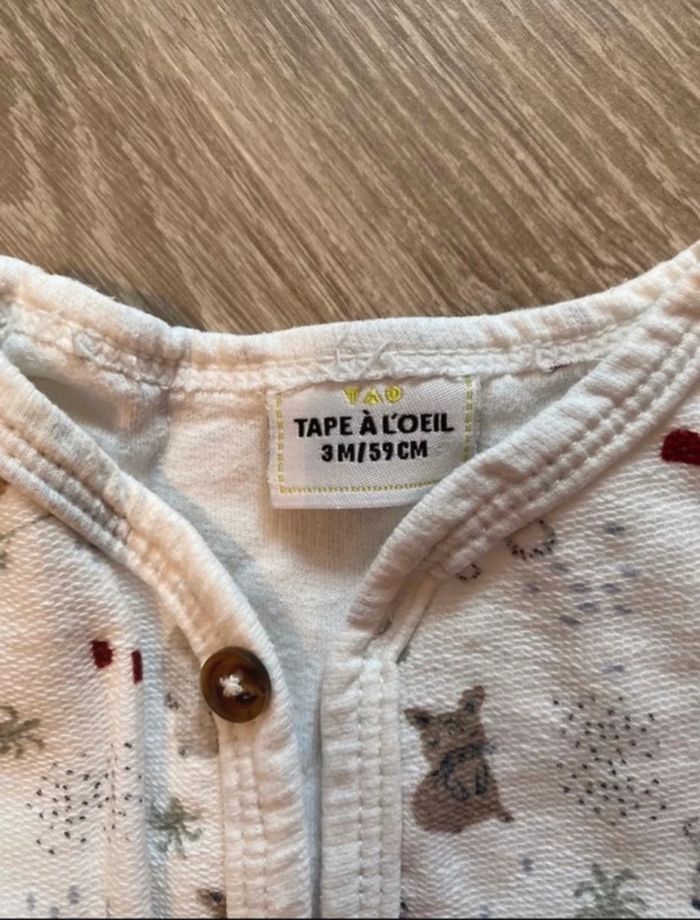 TAO
TAPE À L'OEIL
3M/59CM